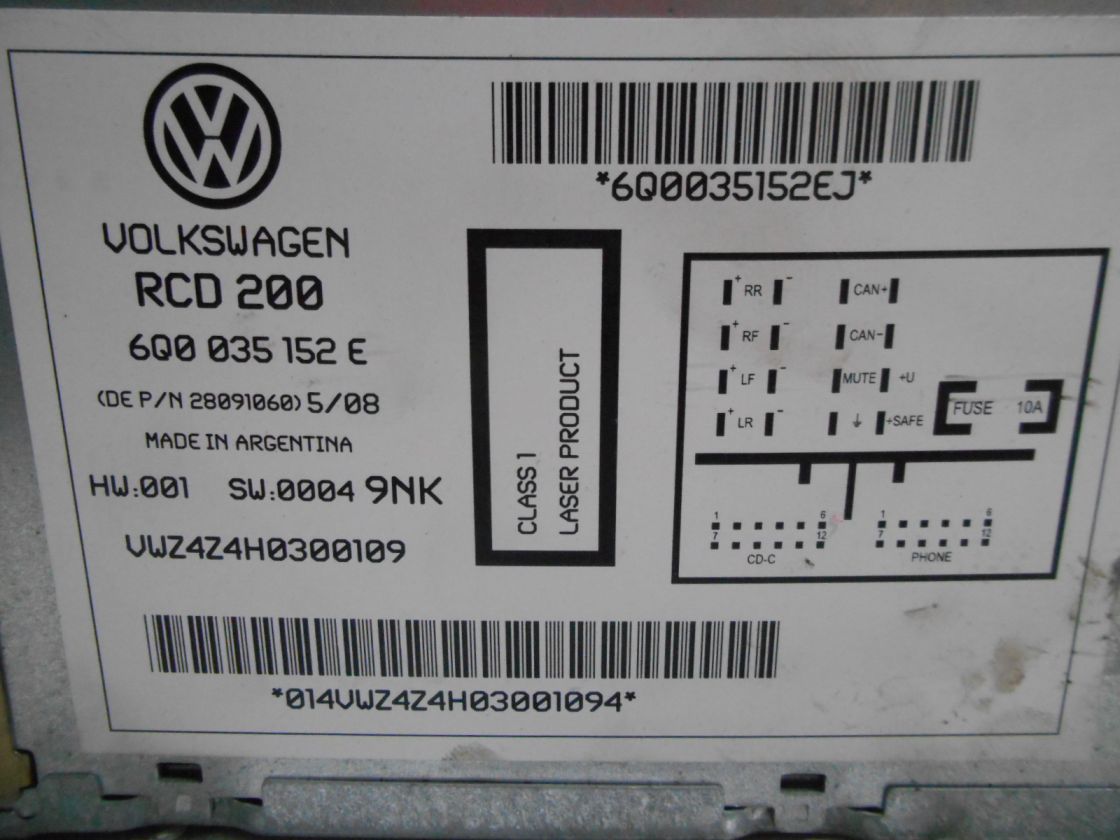 *6Q0035152EJ*
VOLKSWAGEN
RCD 200
6Q0 035 152 E
(DE P/N 28091060) 5/08
MADE IN ARGENTINA
HW:001 SW:0004 9NK
VWZ4Z4H0300109
*014VWZ4Z4H03001094*
CLASS 1
LASER PRODUCT
+ RR - CAN+
+ RF - CAN-
+ LF - MUTE +U
+ LR - ⏚ +SAFE
FUSE 10A
1 6 1 6
7 12 7 12
CD-C PHONE